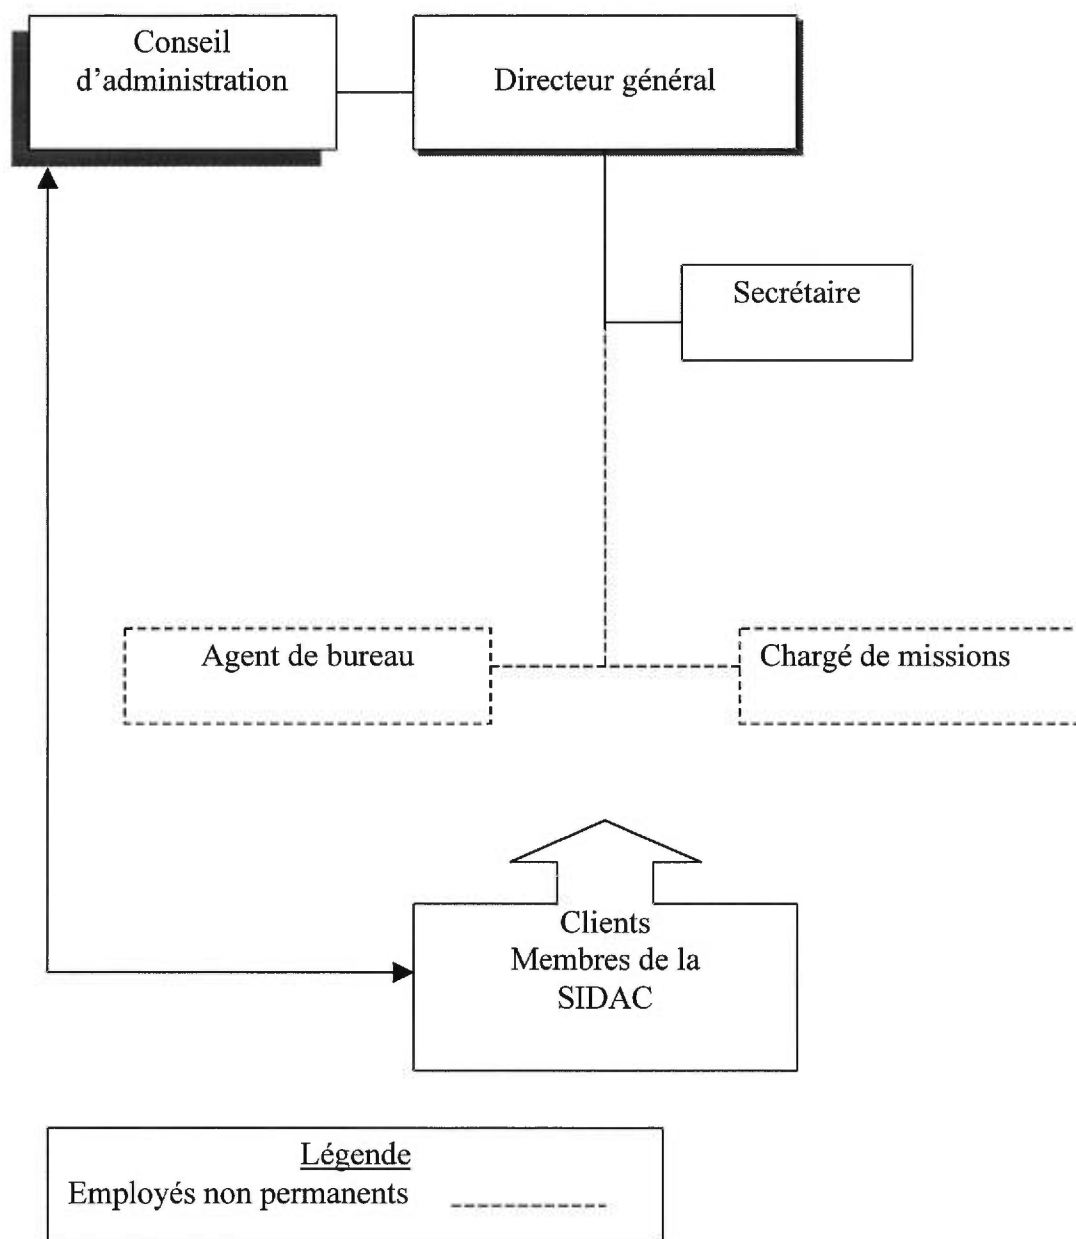 Conseil
d'administration
Directeur général
Secrétaire
Agent de bureau
Chargé de missions
Clients
Membres de la
SIDAC
Légende
Employés non permanents